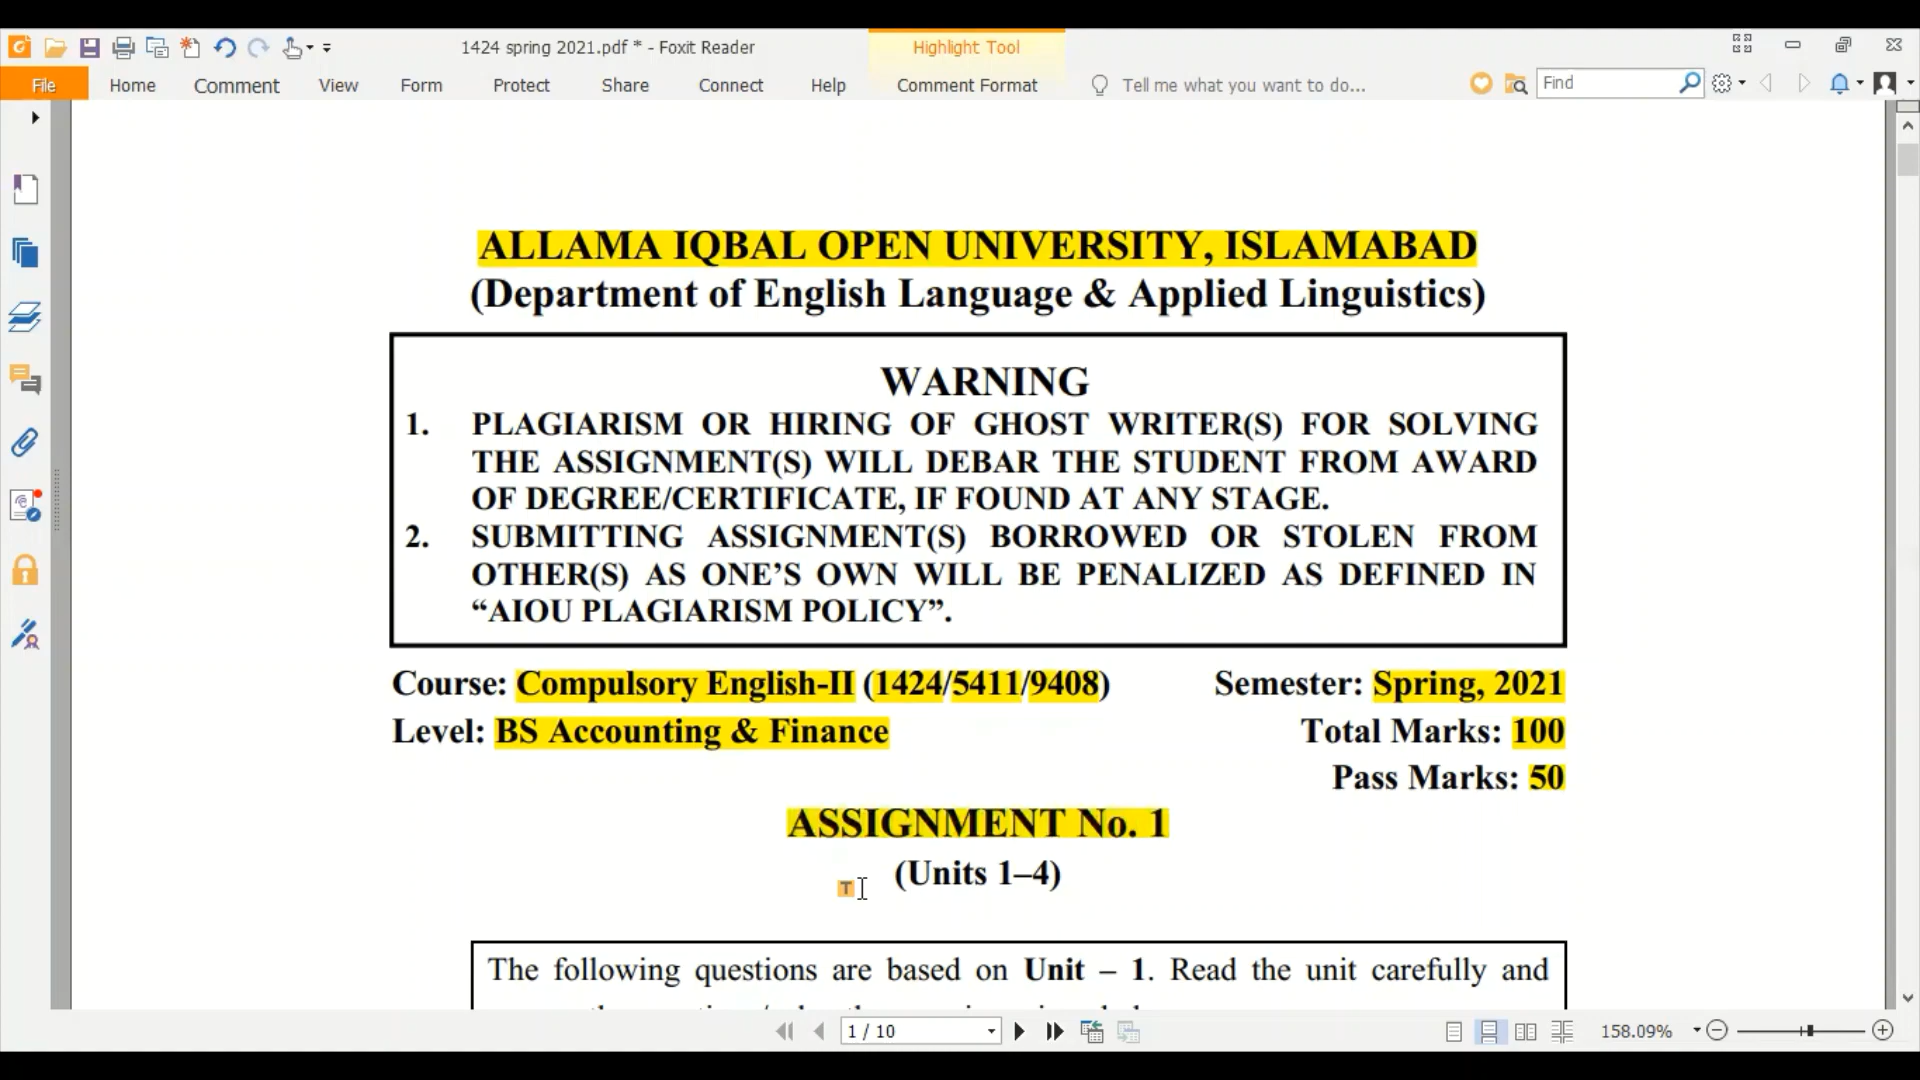 1424 spring 2021.pdf * - Foxit Reader
Highlight Tool
File
Home
Comment
View
Form
Protect
Share
Connect
Help
Comment Format
Tell me what you want to do...
Find
ALLAMA IQBAL OPEN UNIVERSITY, ISLAMABAD
(Department of English Language & Applied Linguistics)
WARNING
1. PLAGIARISM OR HIRING OF GHOST WRITER(S) FOR SOLVING
THE ASSIGNMENT(S) WILL DEBAR THE STUDENT FROM AWARD
OF DEGREE/CERTIFICATE, IF FOUND AT ANY STAGE.
2. SUBMITTING ASSIGNMENT(S) BORROWED OR STOLEN FROM
OTHER(S) AS ONE’S OWN WILL BE PENALIZED AS DEFINED IN
“AIOU PLAGIARISM POLICY”.
Course: Compulsory English-II (1424/5411/9408) Semester: Spring, 2021
Level: BS Accounting & Finance Total Marks: 100
Pass Marks: 50
ASSIGNMENT No. 1
(Units 1–4)
T
The following questions are based on Unit – 1. Read the unit carefully and
1 / 10
158.09%